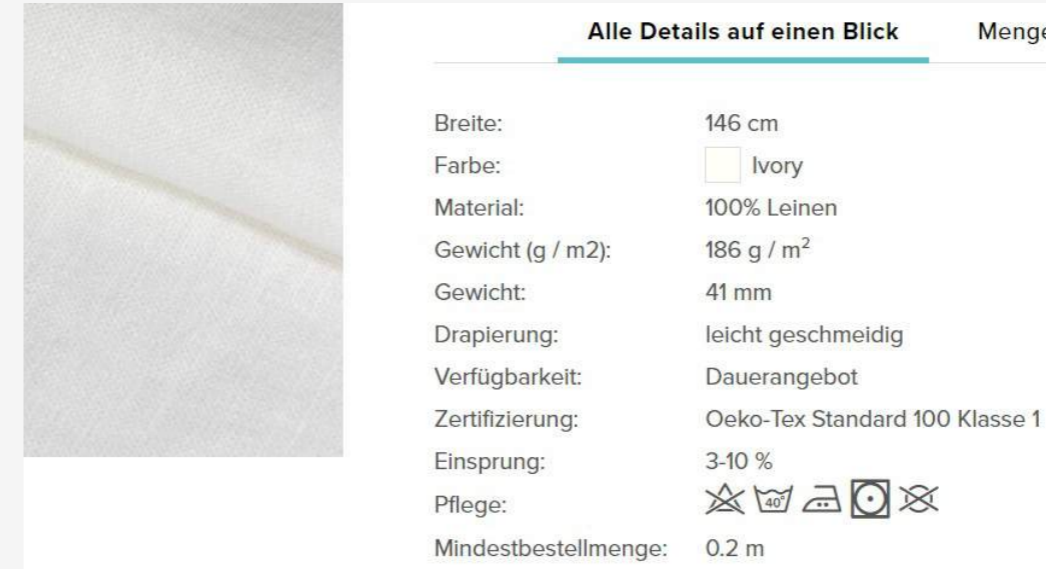 Alle Details auf einen Blick
Breite: 146 cm
Farbe: Ivory
Material: 100% Leinen
Gewicht (g / m2): 186 g / m²
Gewicht: 41 mm
Drapierung: leicht geschmeidig
Verfügbarkeit: Dauerangebot
Zertifizierung: Oeko-Tex Standard 100 Klasse 1
Einsprung: 3-10 %
Pflege: 40°
Mindestbestellmenge: 0.2 m